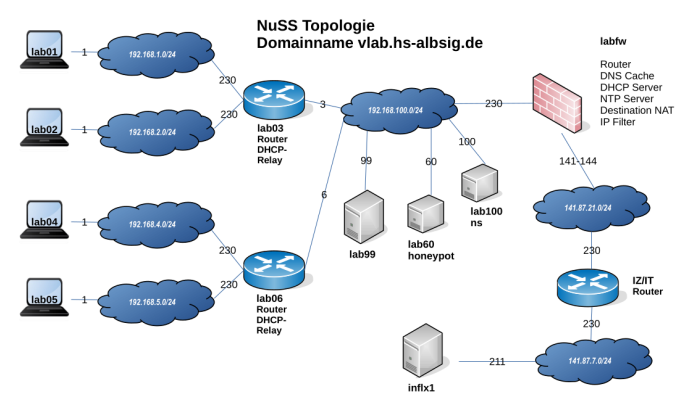 NuSS Topologie
Domainname vlab.hs-albsig.de
labfw
Router
DNS Cache
DHCP Server
NTP Server
Destination NAT
IP Filter
lab01
1
192.168.1.0/24
230
lab02
1
192.168.2.0/24
230
lab03
Router
DHCP-
Relay
3
192.168.100.0/24
230
99
60
100
141-144
lab99
lab60
honeypot
lab100
ns
lab04
1
192.168.4.0/24
230
lab05
1
192.168.5.0/24
230
lab06
Router
DHCP-
Relay
6
141.87.21.0/24
230
IZ/IT
Router
230
141.87.7.0/24
211
inflx1